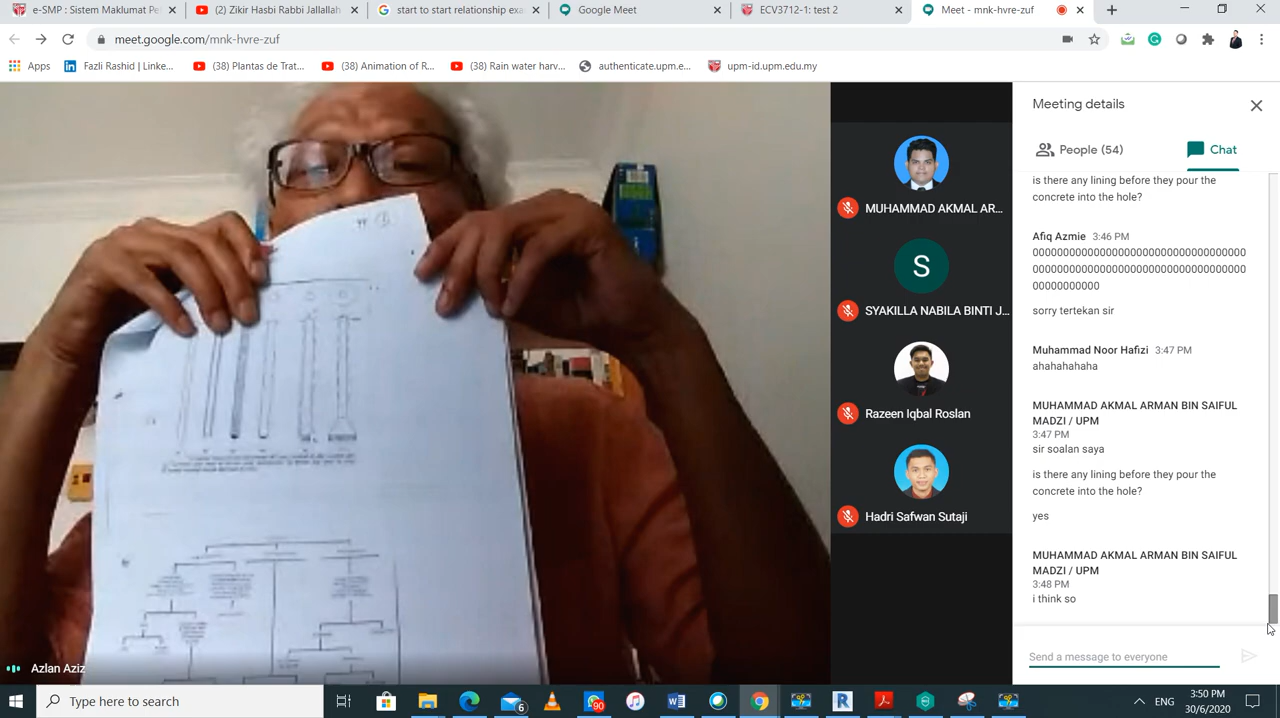 e-SMP : Sistem Maklumat Pel
(2) Zikir Hasbi Rabbi Jallallah
start to start relationship exa
Google Meet
ECV3712-1: test 2
Meet - mnk-hvre-zuf
meet.google.com/mnk-hvre-zuf
Apps
Fazli Rashid | Linke...
(38) Plantas de Trat...
(38) Animation of R...
(38) Rain water harv...
authenticate.upm.e...
upm-id.upm.edu.my
Azlan Aziz
MUHAMMAD AKMAL AR...
S
SYAKILLA NABILA BINTI J...
Razeen Iqbal Roslan
Hadri Safwan Sutaji
Meeting details
People (54)
Chat
is there any lining before they pour the
concrete into the hole?
Afiq Azmie 3:46 PM
sorry tertekan sir
Muhammad Noor Hafizi 3:47 PM
ahahahahaha
MUHAMMAD AKMAL ARMAN BIN SAIFUL
MADZI / UPM
3:47 PM
sir soalan saya
is there any lining before they pour the
concrete into the hole?
yes
MUHAMMAD AKMAL ARMAN BIN SAIFUL
MADZI / UPM
3:48 PM
i think so
Send a message to everyone
Type here to search
6
90
ENG
3:50 PM
30/6/2020